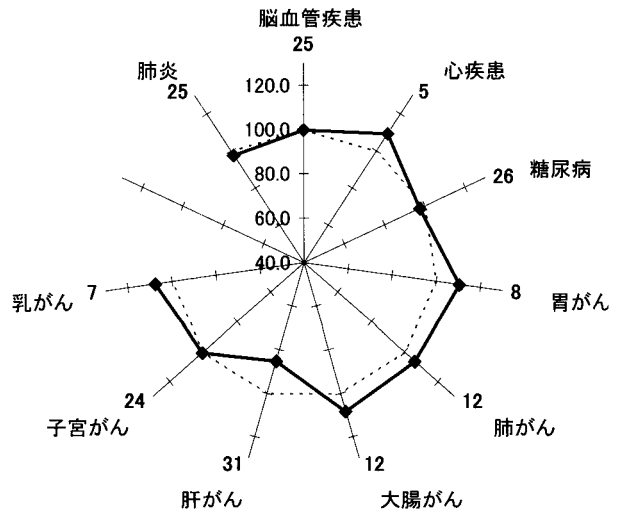 脳血管疾患
25
肺炎
25
心疾患
5
120.0
100.0
80.0
60.0
40.0
糖尿病
26
乳がん
7
胃がん
8
子宮がん
24
肺がん
12
肝がん
31
大腸がん
12